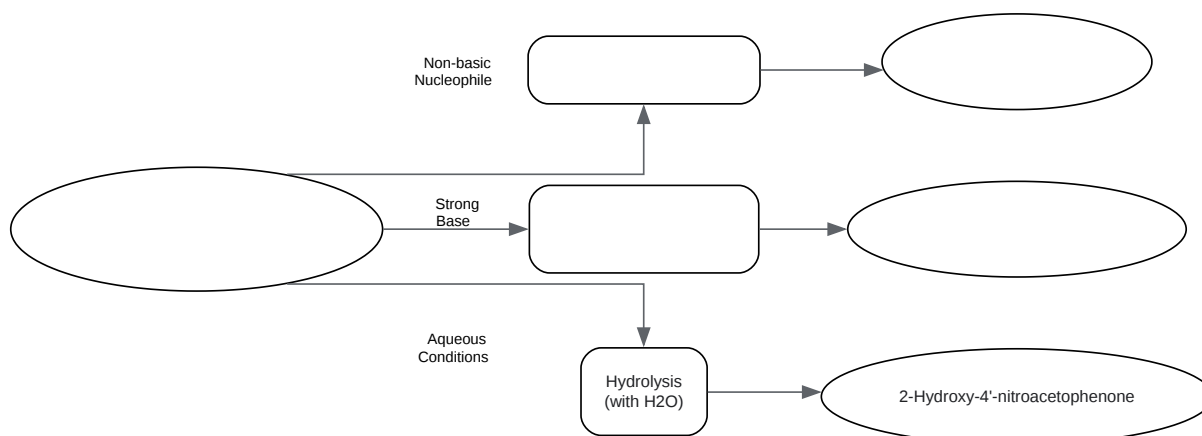 Non-basic
Nucleophile
Strong
Base
Aqueous
Conditions
Hydrolysis
(with H2O)
2-Hydroxy-4'-nitroacetophenone